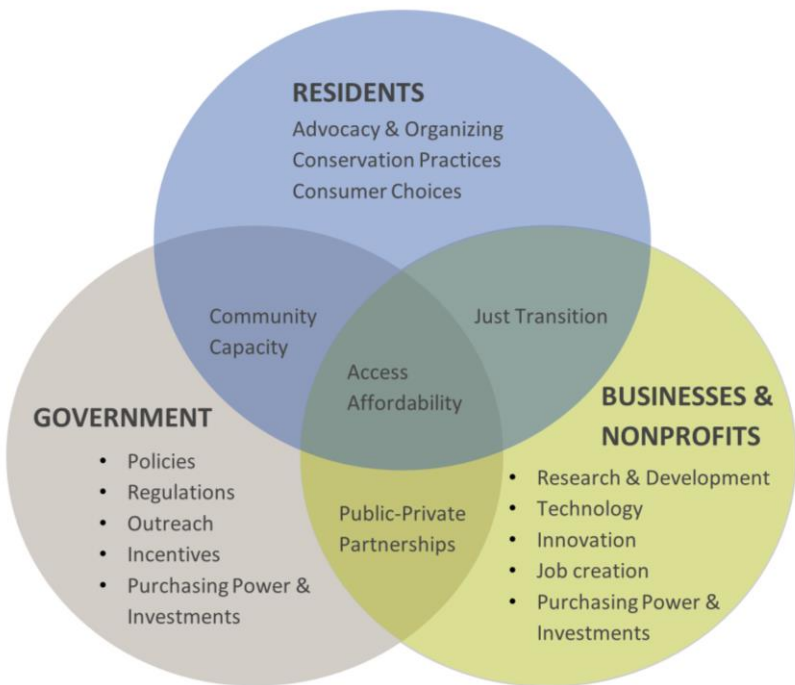 RESIDENTS
Advocacy & Organizing
Conservation Practices
Consumer Choices
Community
Capacity
Just Transition
Access
Affordability
GOVERNMENT
• Policies
• Regulations
• Outreach
• Incentives
• Purchasing Power &
Investments
Public-Private
Partnerships
BUSINESSES &
NONPROFITS
• Research & Development
• Technology
• Innovation
• Job creation
• Purchasing Power &
Investments